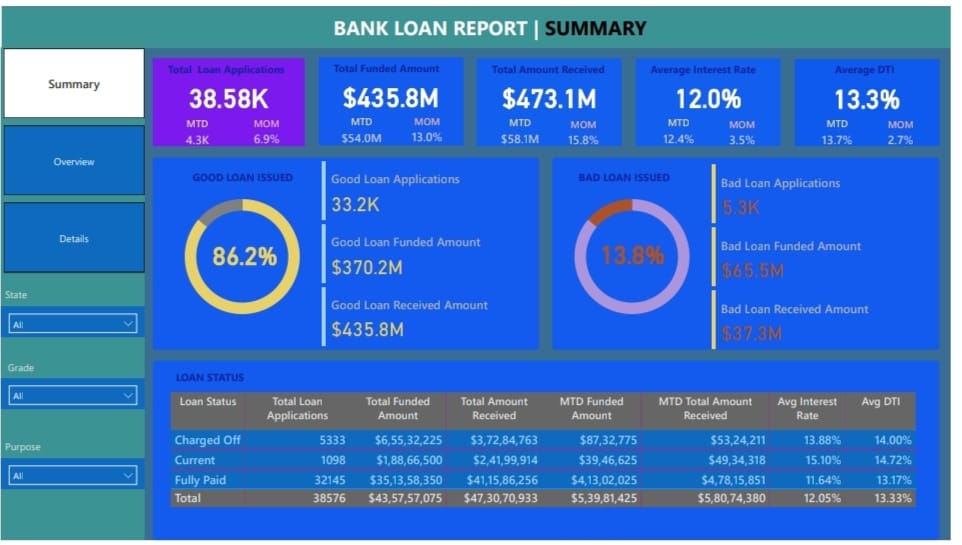 BANK LOAN REPORT | SUMMARY
Summary
Overview
Details
State
All
Grade
All
Purpose
All
Total Loan Applications
38.58K
MTD MOM
4.3K 6.9%
Total Funded Amount
$435.8M
MTD MOM
$54.0M 13.0%
Total Amount Received
$473.1M
MTD MOM
$58.1M 15.8%
Average Interest Rate
12.0%
MTD MOM
12.4% 3.5%
Average DTI
13.3%
MTD MOM
13.7% 2.7%
GOOD LOAN ISSUED
86.2%
Good Loan Applications
33.2K
Good Loan Funded Amount
$370.2M
Good Loan Received Amount
$435.8M
BAD LOAN ISSUED
13.8%
Bad Loan Applications
5.3K
Bad Loan Funded Amount
$65.5M
Bad Loan Received Amount
$37.3M
LOAN STATUS
Loan Status Total Loan Applications Total Funded Amount Total Amount Received MTD Funded Amount MTD Total Amount Received Avg Interest Rate Avg DTI
Charged Off 5333 $6,55,32,225 $3,72,84,763 $87,32,775 $53,24,211 13.88% 14.00%
Current 1098 $1,88,66,500 $2,41,99,914 $39,46,625 $49,34,318 15.10% 14.72%
Fully Paid 32145 $35,13,58,350 $41,15,86,256 $4,13,02,025 $4,78,15,851 11.64% 13.17%
Total 38576 $43,57,57,075 $47,30,70,933 $5,39,81,425 $5,80,74,380 12.05% 13.33%